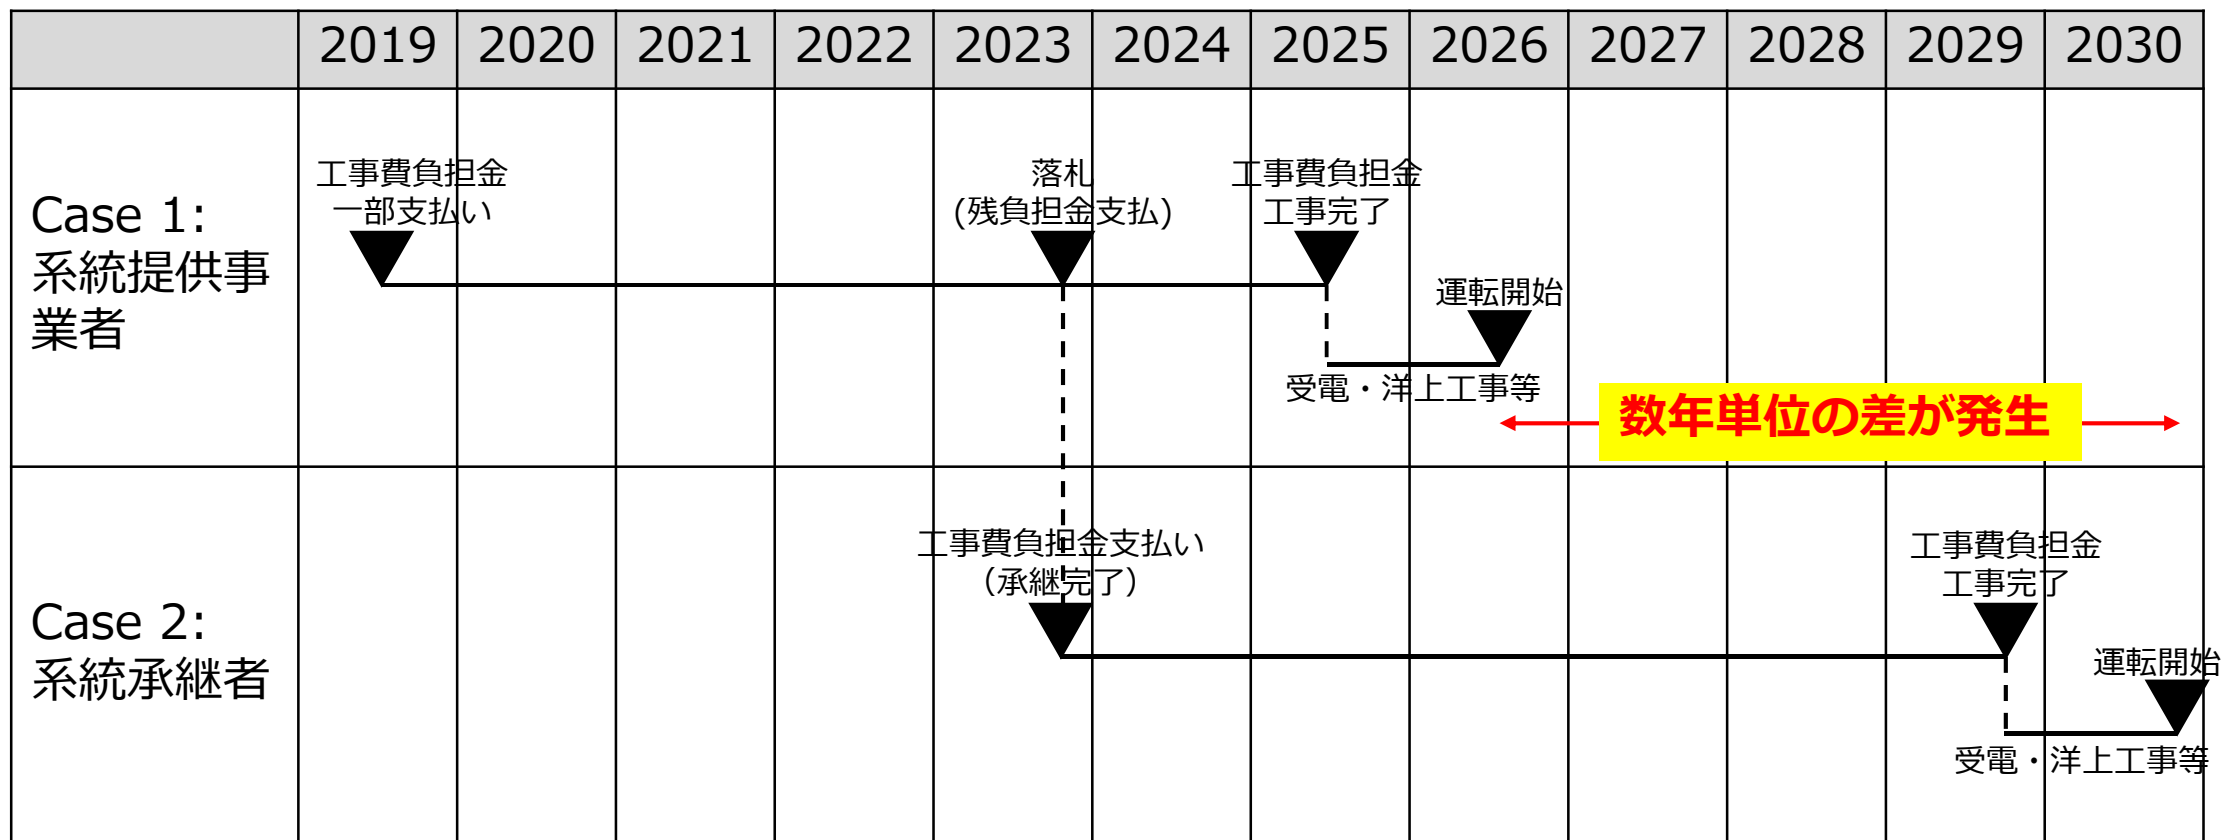 2019 2020 2021 2022 2023 2024 2025 2026 2027 2028 2029 2030
Case 1:
系統提供事
業者
工事費負担金
一部支払い
落札
(残負担金支払)
工事費負担金
工事完了
運転開始
受電・洋上工事等
数年単位の差が発生
Case 2:
系統承継者
工事費負担金支払い
（承継完了）
工事費負担金
工事完了
運転開始
受電・洋上工事等